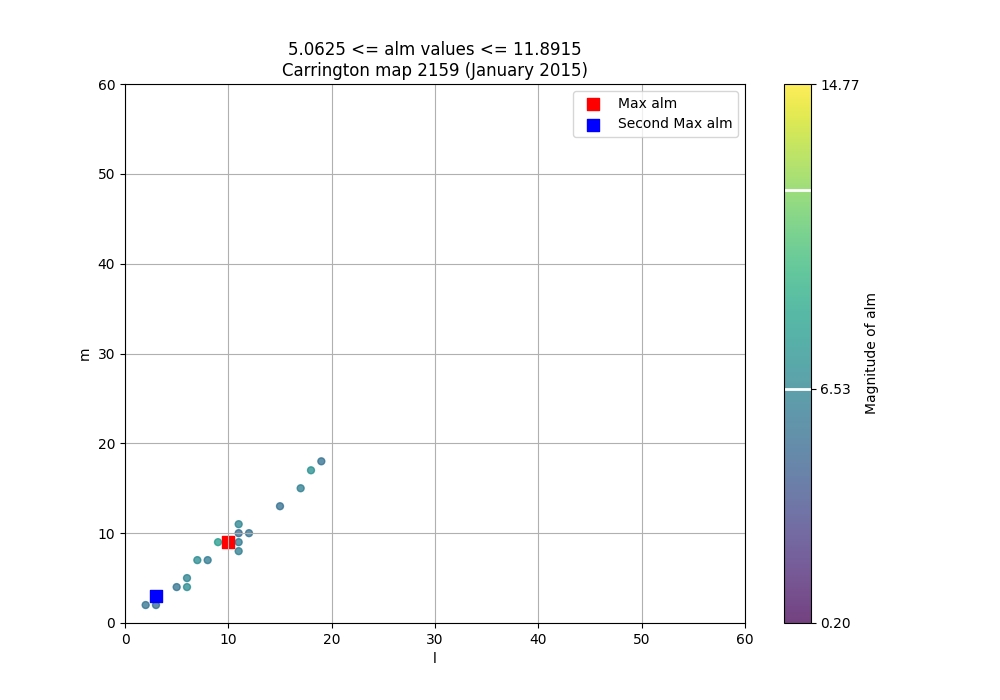 5.0625 <= alm values <= 11.8915
Carrington map 2159 (January 2015)
60
50
40
30
20
10
0
m
0 10 20 30 40 50 60
l
Max alm
Second Max alm
14.77
6.53
0.20
Magnitude of alm